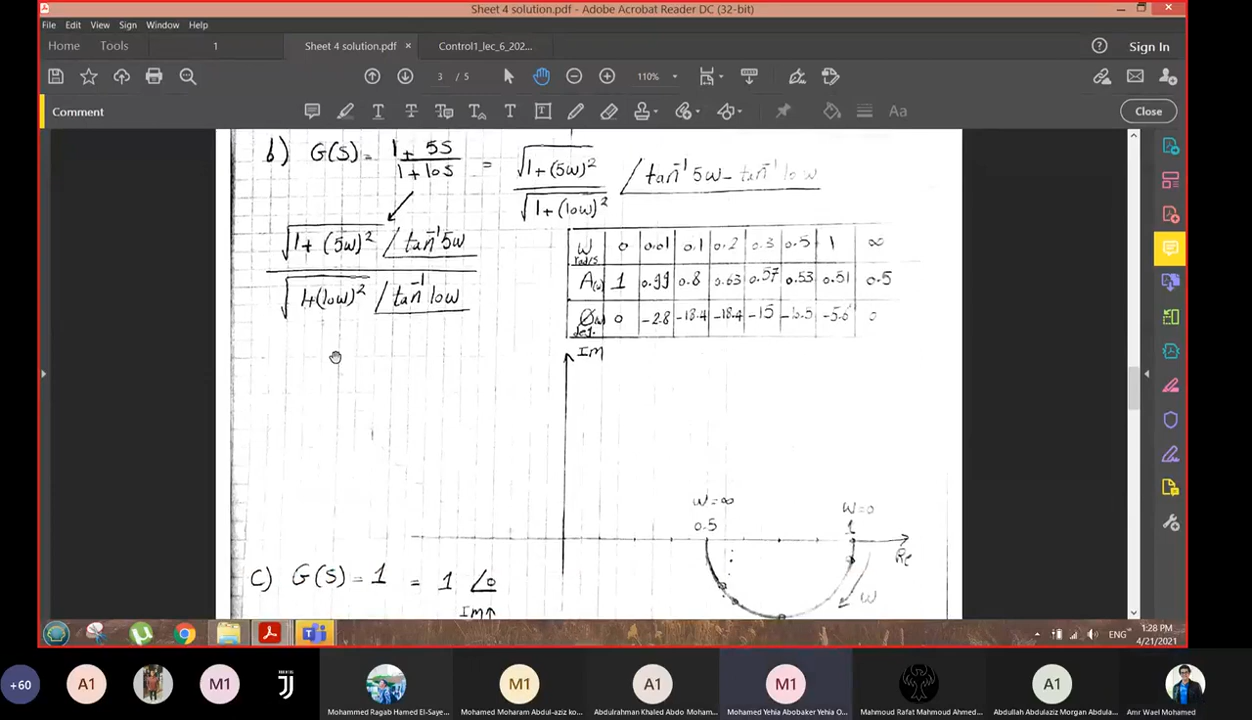 Sheet 4 solution.pdf - Adobe Acrobat Reader DC (32-bit)
File Edit View Sign Window Help
Home Tools 1 Sheet 4 solution.pdf × Control1_lec_6_202... Sign In
3 / 5 110%
Comment Close
b) G(S) = 1 + 5S / 1 + 10S = √1+(5ω)² / √1+(10ω)² ∠tan⁻¹5ω - tan⁻¹10ω
√1+(5ω)² ∠tan⁻¹5ω
√1+(10ω)² ∠tan⁻¹10ω
ω rad/s 0 0.01 0.1 0.2 0.3 0.5 1 ∞
A(ω) 1 0.99 0.8 0.63 0.57 0.53 0.51 0.5
Ø(ω) deg. 0 -2.8 -18.4 -18.4 -15 -10.5 -5.6 0
IM
ω=∞ ω=0
0.5 1
Re
ω
C) G(S) = 1 = 1 ∠0
IM
ENG
1:28 PM
4/21/2021
+60 A1 M1 M1 A1 M1 A1
Mohammed Ragab Hamed El-Saye... Mohamed Moharam Abdul-aziz ko... Abdulrahman Khaled Abdo Moham... Mohamed Yehia Abobaker Yehia O... Mahmoud Rafat Mahmoud Ahmed... Abdullah Abdulaziz Morgan Abdula... Amr Wael Mohamed